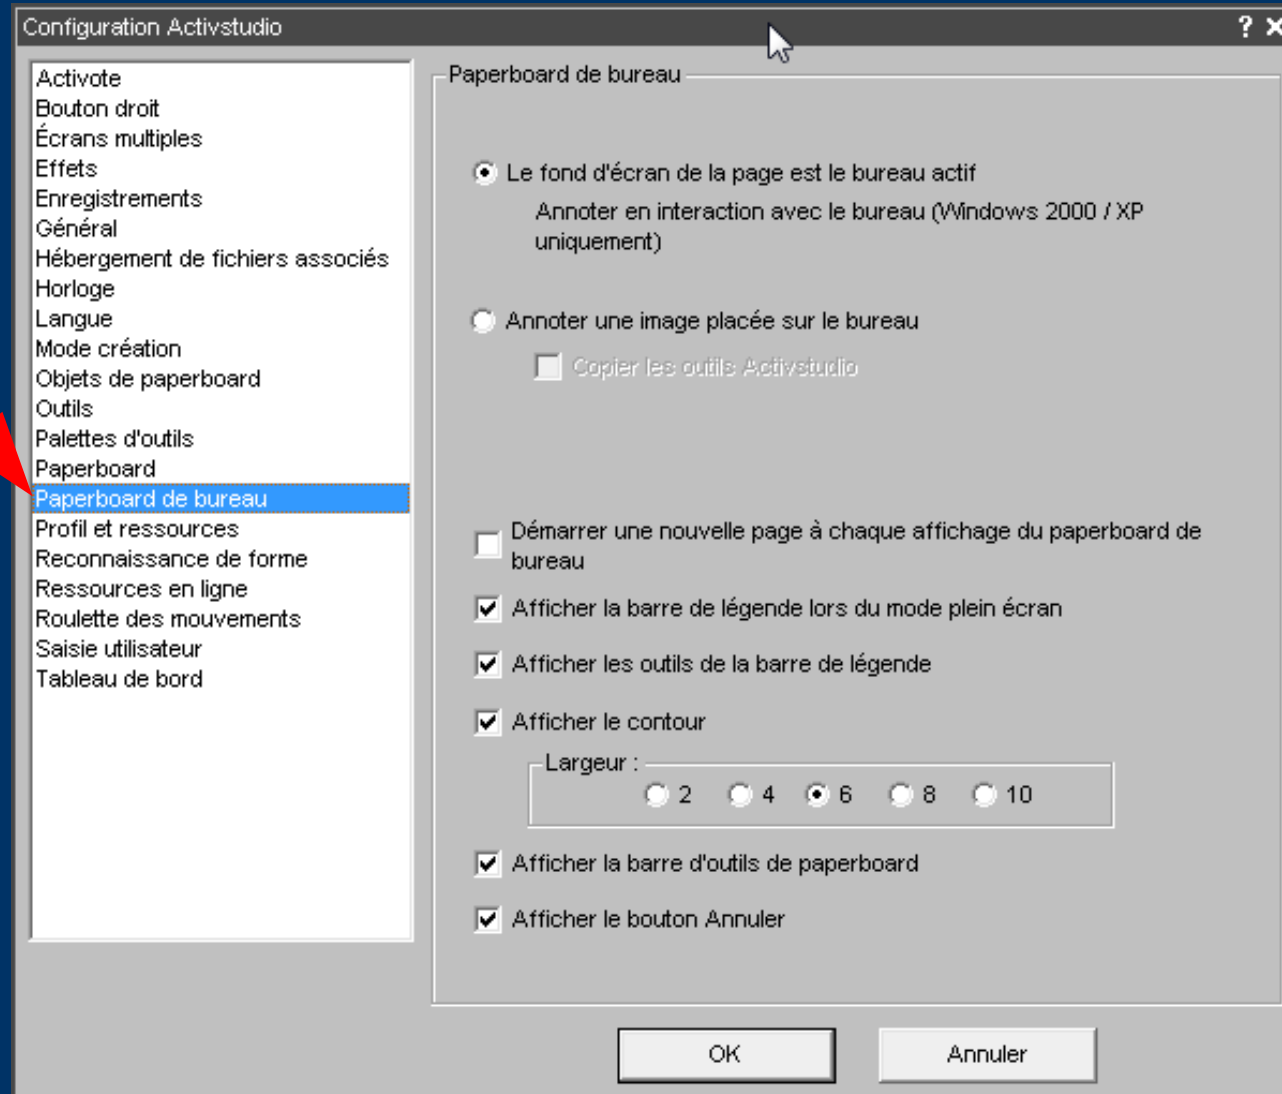 Configuration Activstudio
Activote
Bouton droit
Écrans multiples
Effets
Enregistrements
Général
Hébergement de fichiers associés
Horloge
Langue
Mode création
Objets de paperboard
Outils
Palettes d'outils
Paperboard
Paperboard de bureau
Profil et ressources
Reconnaissance de forme
Ressources en ligne
Roulette des mouvements
Saisie utilisateur
Tableau de bord
Paperboard de bureau
Le fond d'écran de la page est le bureau actif
Annoter en interaction avec le bureau (Windows 2000 / XP
uniquement)
Annoter une image placée sur le bureau
Copier les outils Activstudio
Démarrer une nouvelle page à chaque affichage du paperboard de
bureau
Afficher la barre de légende lors du mode plein écran
Afficher les outils de la barre de légende
Afficher le contour
Largeur :
2 4 6 8 10
Afficher la barre d'outils de paperboard
Afficher le bouton Annuler
OK Annuler